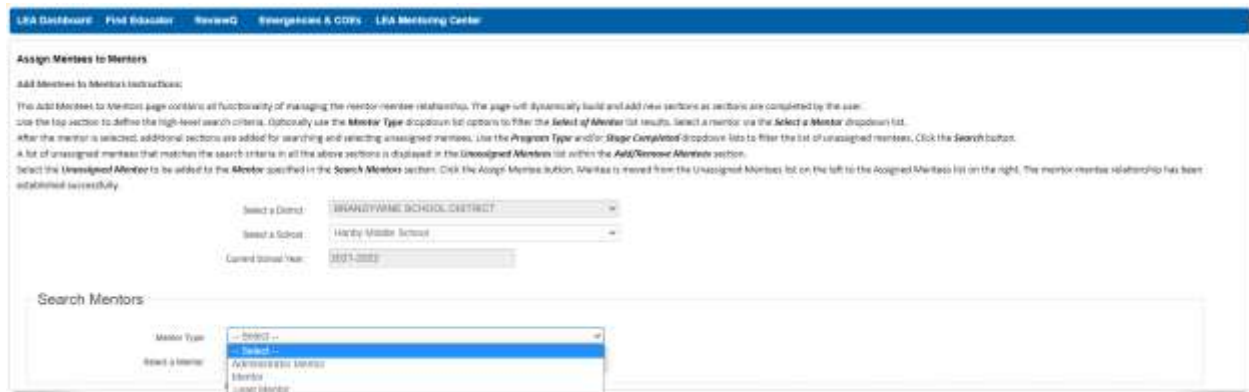 LEA Dashboard Find Educator ReviewQ Emergencies & COEs LEA Mentoring Center
Assign Mentees to Mentors
Add Mentees to Mentors Instructions:
This Add Mentees to Mentors page contains all functionality of managing the mentor-mentee relationship. The page will dynamically build and add new sections as sections are completed by the user.
Use the top section to define the high-level search criteria. Optionally use the Mentor Type dropdown list options to filter the Select of Mentor list results. Select a mentor via the Select a Mentor dropdown list.
After the mentor is selected, additional sections are added for searching and selecting unassigned mentees. Use the Program Type and/or Stage Completed dropdown lists to filter the list of unassigned mentees. Click the Search button.
A list of unassigned mentees that matches the search criteria in all the above sections is displayed in the Unassigned Mentees list within the Add/Remove Mentees section.
Select the Unassigned Mentee to be added to the Mentor specified in the Search Mentors section. Click the Assign Mentee button. Mentee is moved from the Unassigned Mentees list on the left to the Assigned Mentees list on the right. The mentor-mentee relationship has been
established successfully.
Select a District: BRANDYWINE SCHOOL DISTRICT
Select a School: Hanby Middle School
Current School Year: 2021-2022
Search Mentors
Mentor Type: -- Select --
-- Select --
Select a Mentor: Administrator Mentor
Mentor
Lead Mentor